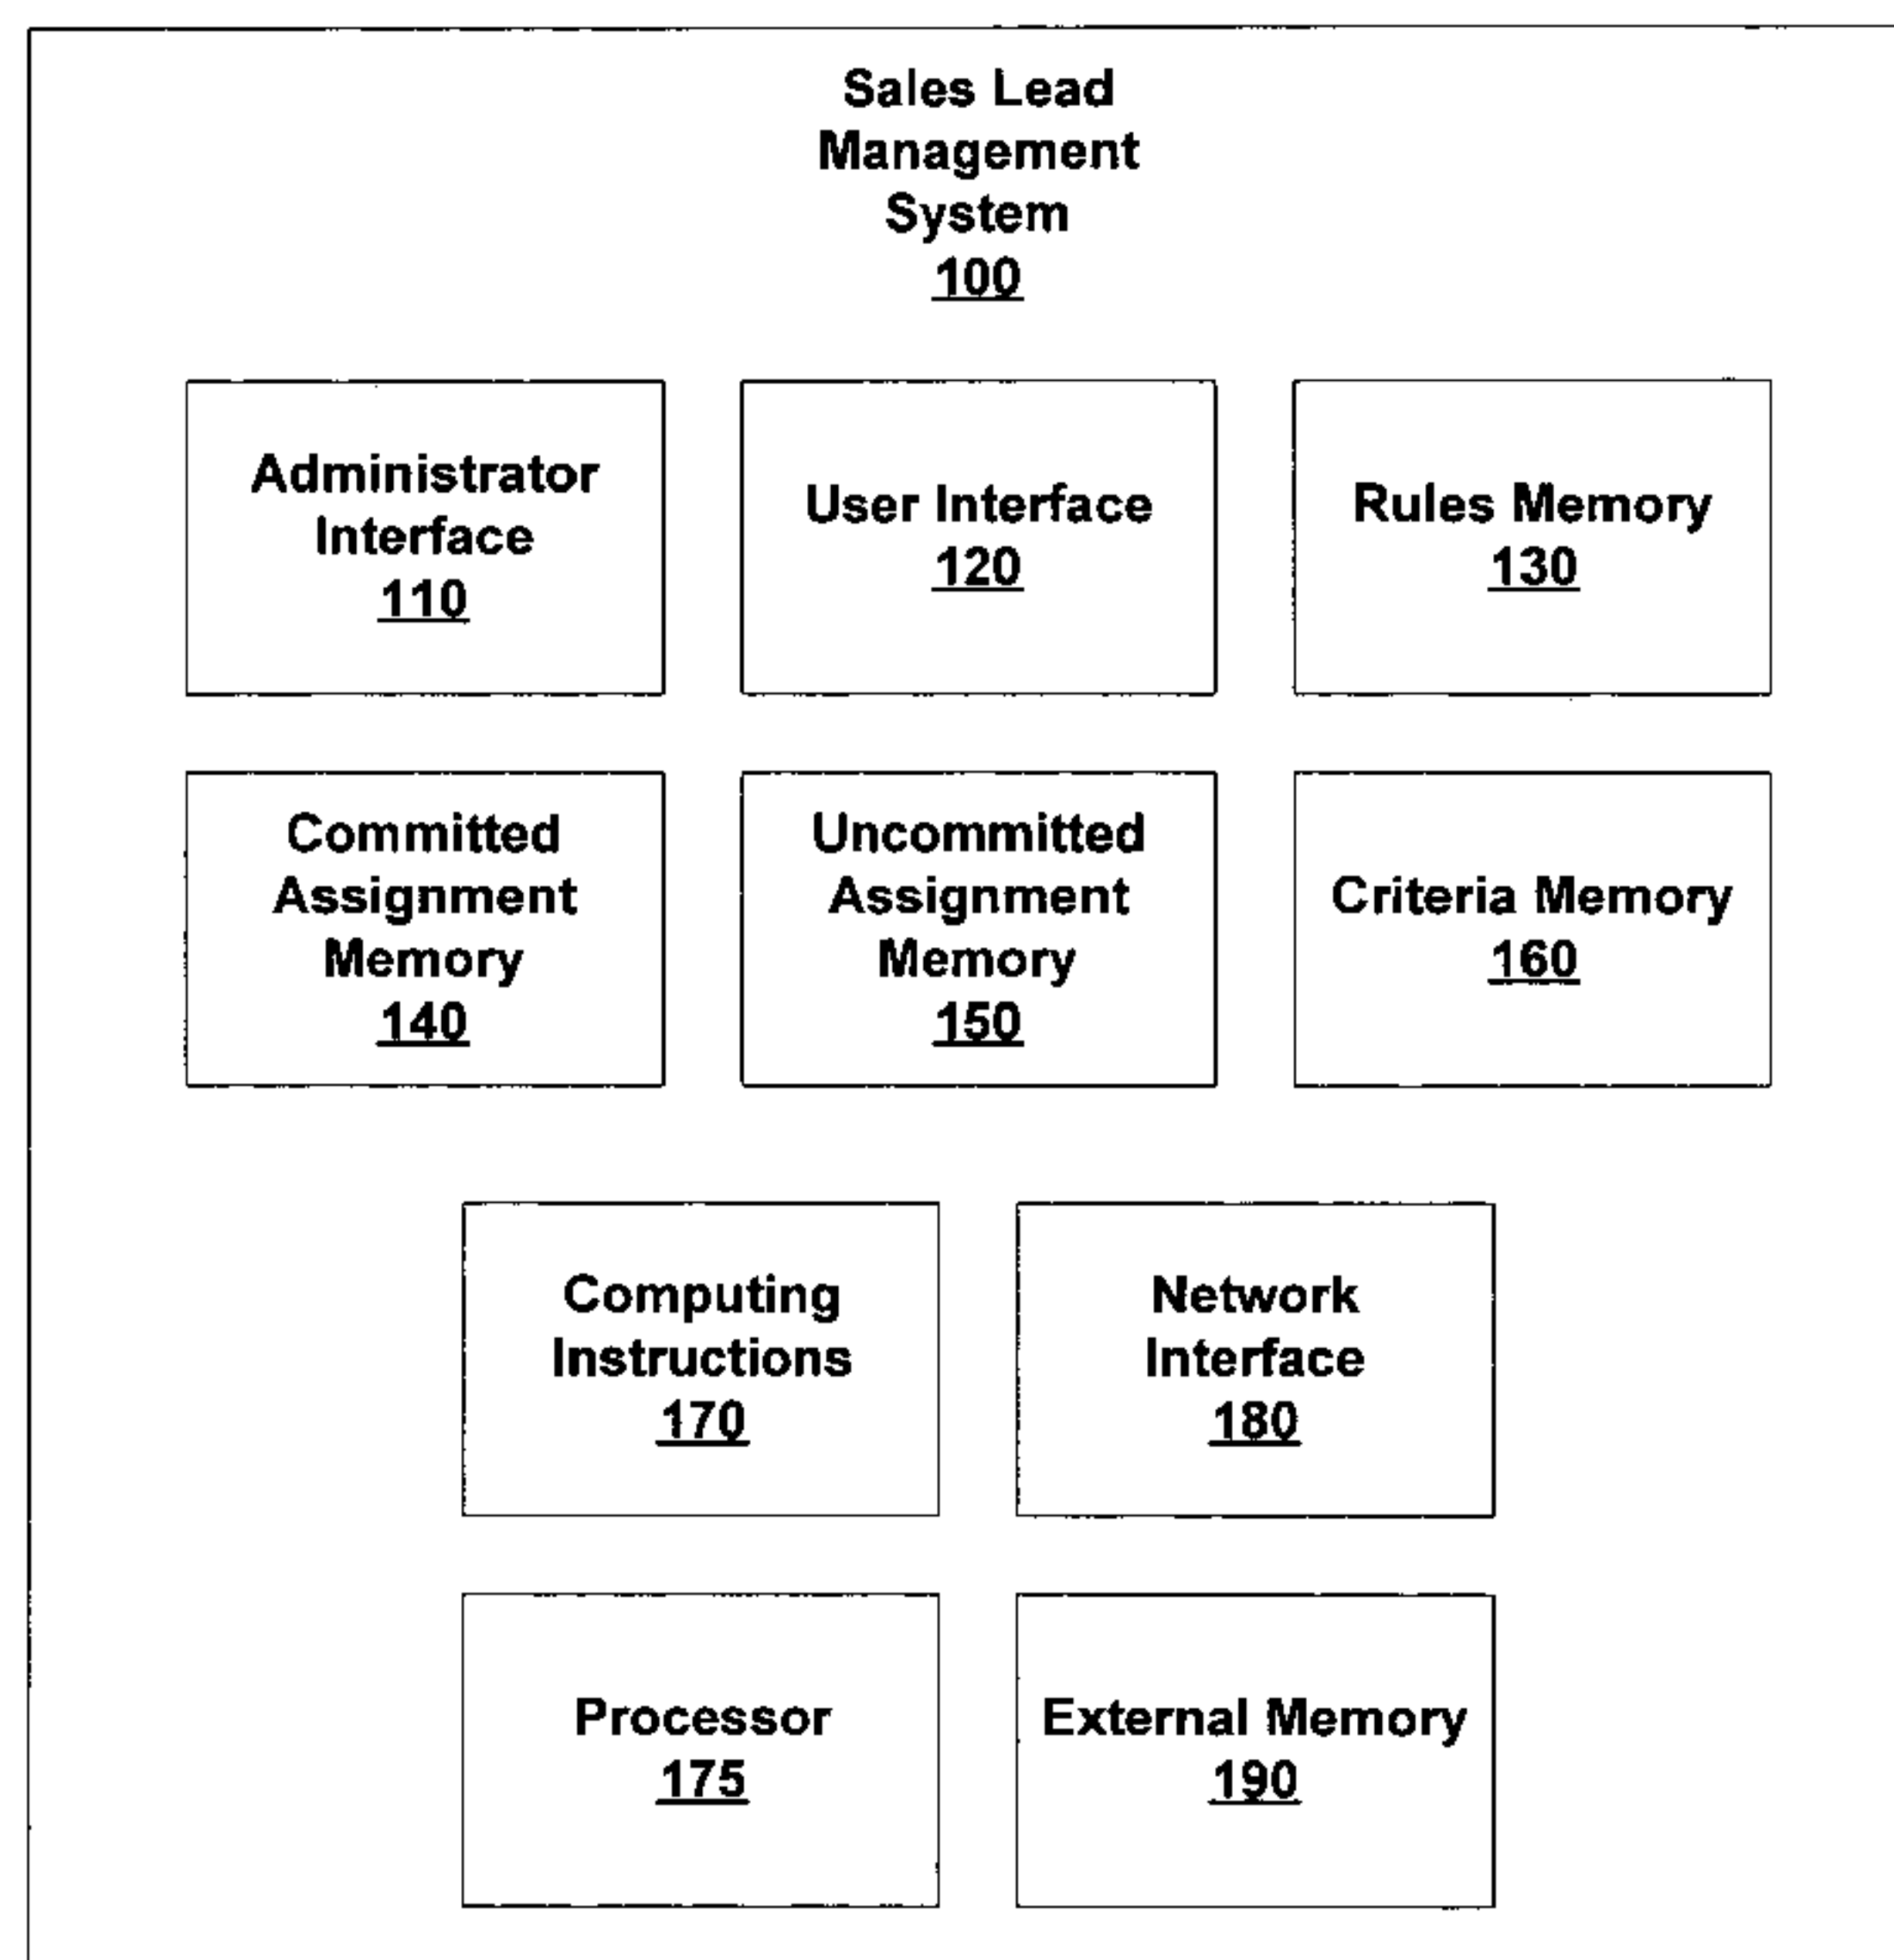 Sales Lead
Management
System
100
Administrator
Interface
110
User Interface
120
Rules Memory
130
Committed
Assignment
Memory
140
Uncommitted
Assignment
Memory
150
Criteria Memory
160
Computing
Instructions
170
Network
Interface
180
Processor
175
External Memory
190